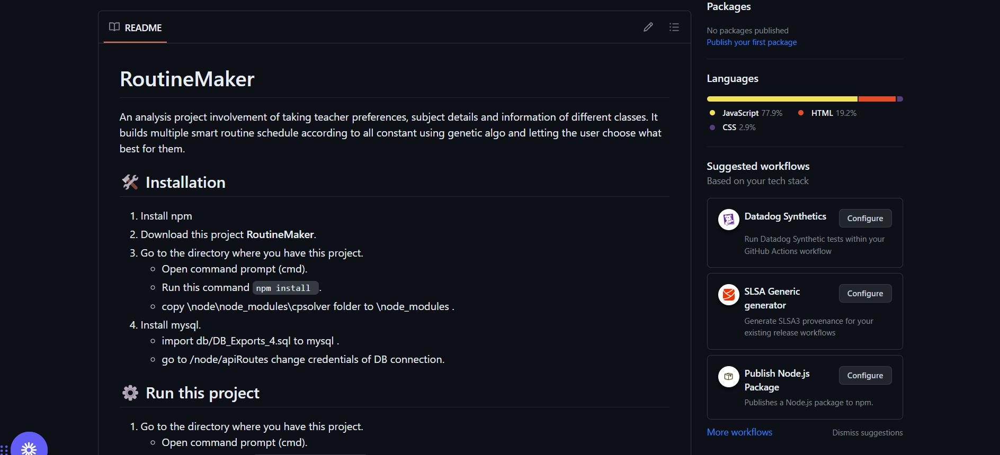 README
RoutineMaker
An analysis project involvement of taking teacher preferences, subject details and information of different classes. It
builds multiple smart routine schedule according to all constant using genetic algo and letting the user choose what
best for them.
🛠️ Installation
1. Install npm
2. Download this project RoutineMaker.
3. Go to the directory where you have this project.
Open command prompt (cmd).
Run this command npm install .
copy \node\node_modules\cpsolver folder to \node_modules .
4. Install mysql.
import db/DB_Exports_4.sql to mysql .
go to /node/apiRoutes change credentials of DB connection.
⚙️ Run this project
1. Go to the directory where you have this project.
Open command prompt (cmd).
Packages
No packages published
Publish your first package
Languages
JavaScript 77.9% HTML 19.2%
CSS 2.9%
Suggested workflows
Based on your tech stack
Datadog Synthetics
Configure
Run Datadog Synthetic tests within your
GitHub Actions workflow
SLSA Generic
generator
Configure
Generate SLSA3 provenance for your
existing release workflows
Publish Node.js
Package
Configure
Publishes a Node.js package to npm.
More workflows
Dismiss suggestions